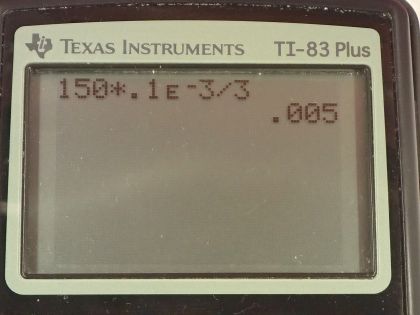 TEXAS INSTRUMENTS TI-83 Plus
150*.1ᴇ⁻3/3
.005